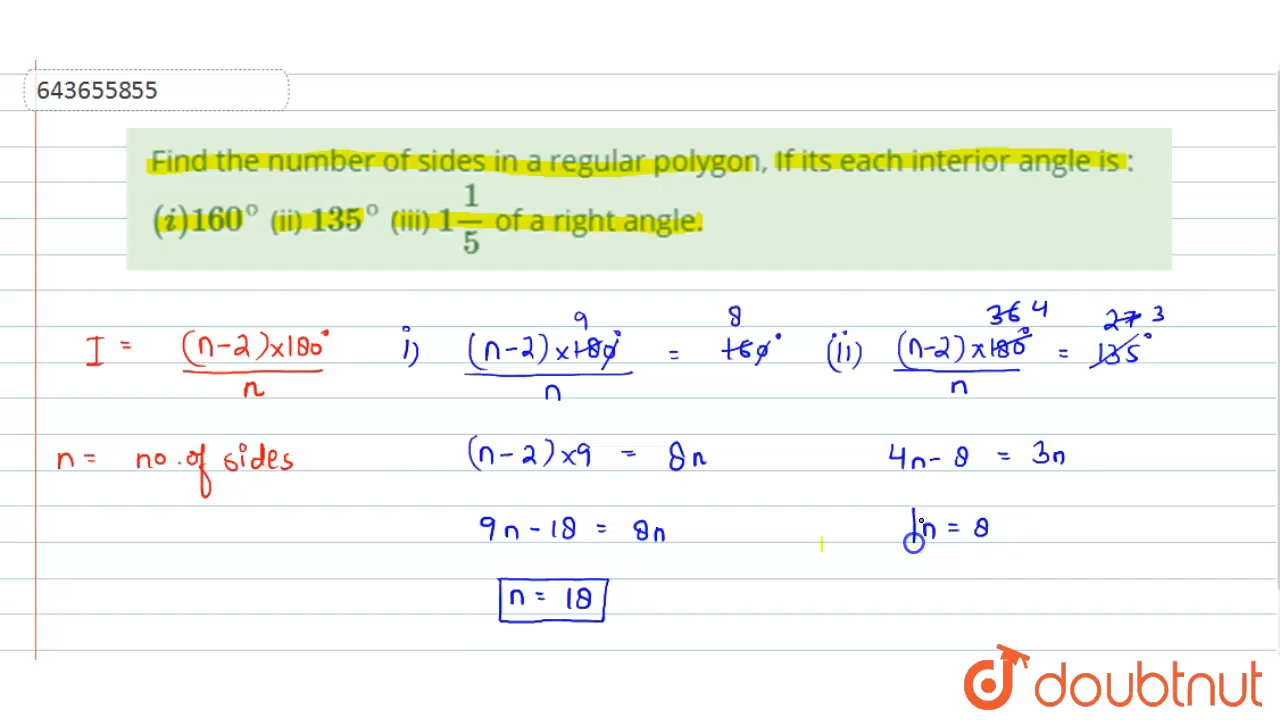 643655855
Find the number of sides in a regular polygon, If its each interior angle is :
(i)160° (ii) 135° (iii) 1 1/5 of a right angle.
I = (n-2)×180°/n
n = no. of sides
i) (n-2)×180°/n = 160°
9 8
(n-2)×9 = 8n
9n-18 = 8n
n = 18
(ii) (n-2)×180°/n = 135°
36 4 27 3
4n-8 = 3n
n = 8
doubtnut